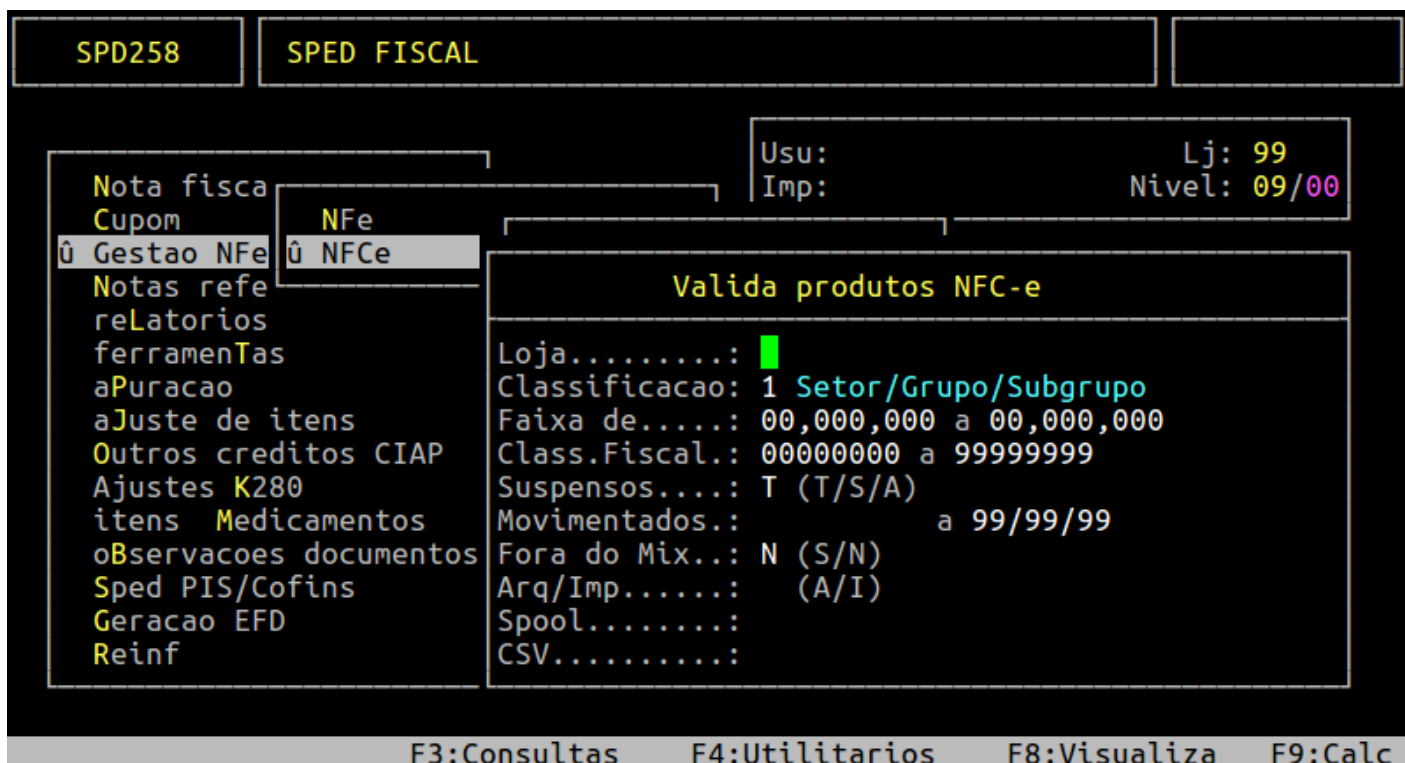 SPD258 SPED FISCAL
Usu: Lj: 99
Imp: Nivel: 09/00
Nota fisca
Cupom
û Gestao NFe
Notas refe
reLatorios
ferramenTas
aPuracao
aJuste de itens
Outros creditos CIAP
Ajustes K280
itens Medicamentos
oBservacoes documentos
Sped PIS/Cofins
Geracao EFD
Reinf
NFe
û NFCe
Valida produtos NFC-e
Loja.........:
Classificacao: 1 Setor/Grupo/Subgrupo
Faixa de.....: 00,000,000 a 00,000,000
Class.Fiscal.: 00000000 a 99999999
Suspensos....: T (T/S/A)
Movimentados.: a 99/99/99
Fora do Mix..: N (S/N)
Arq/Imp......: (A/I)
Spool........:
CSV..........:
F3:Consultas F4:Utilitarios F8:Visualiza F9:Calc